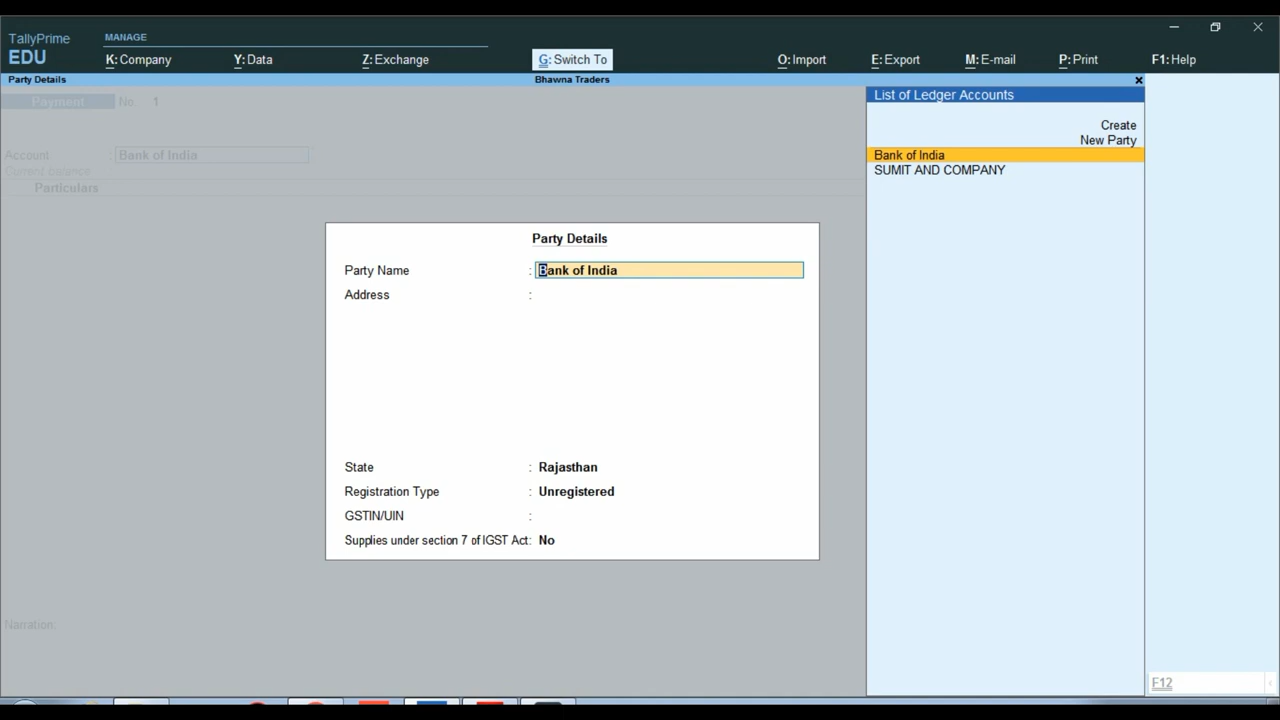 TallyPrime
EDU
MANAGE
K: Company
Y: Data
Z: Exchange
G: Switch To
O: Import
E: Export
M: E-mail
P: Print
F1: Help
Party Details
Bhawna Traders
x
Payment No. 1
Account : Bank of India
Current balance :
Particulars
Party Details
Party Name : Bank of India
Address :
State : Rajasthan
Registration Type : Unregistered
GSTIN/UIN :
Supplies under section 7 of IGST Act: No
Narration:
List of Ledger Accounts
Create
New Party
Bank of India
SUMIT AND COMPANY
F12